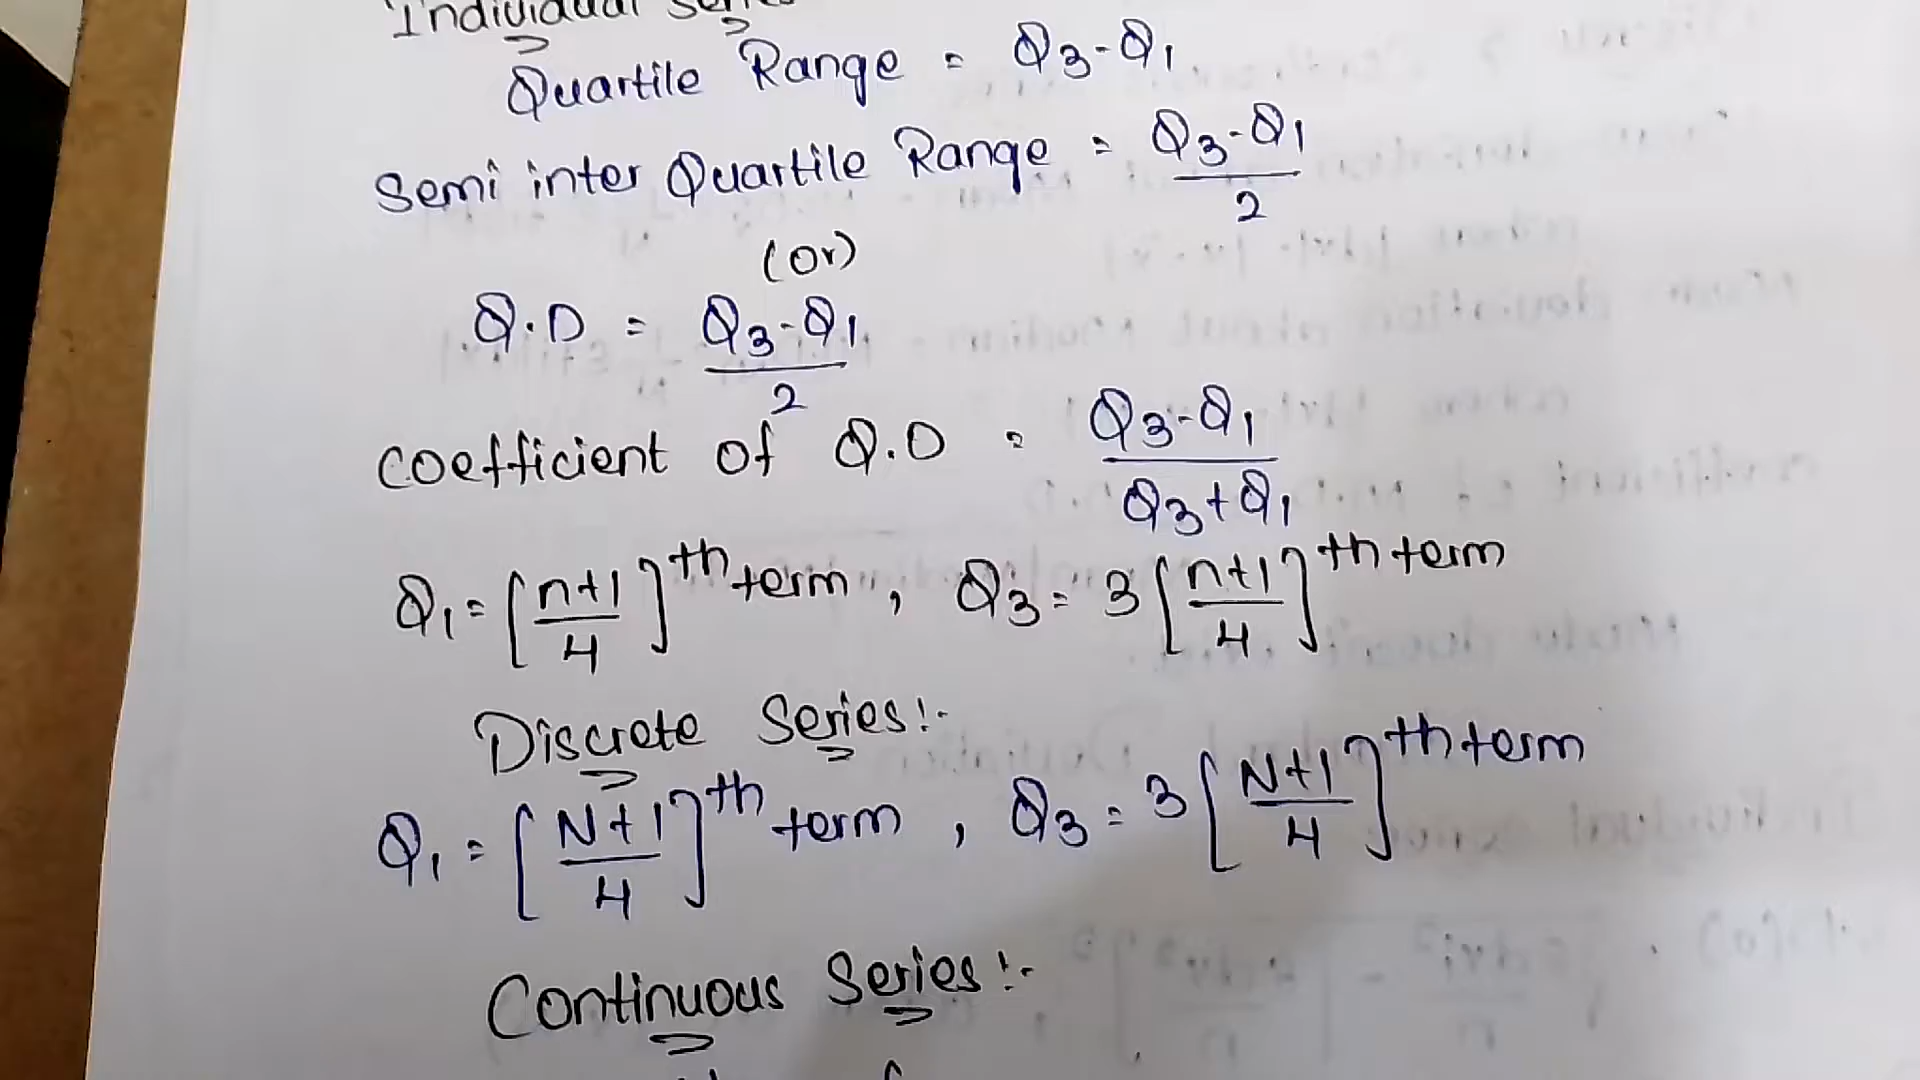 Individual Series
Quartile Range = Q3-Q1
Semi inter Quartile Range = Q3-Q1 / 2
(or)
Q.D = Q3-Q1 / 2
coefficient of Q.D = Q3-Q1 / Q3+Q1
Q1 = [n+1 / 4]th term, Q3 = 3[n+1 / 4]th term
Discrete Series:-
Q1 = [N+1 / 4]th term, Q3 = 3[N+1 / 4]th term
Continuous Series:-